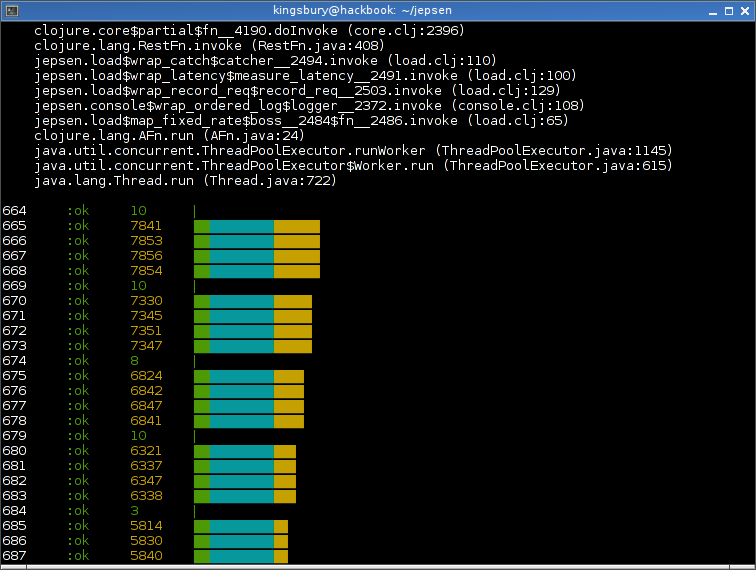 kingsbury@hackbook: ~/jepsen
clojure.core$partial$fn__4190.doInvoke (core.clj:2396)
clojure.lang.RestFn.invoke (RestFn.java:408)
jepsen.load$wrap_catch$catcher__2494.invoke (load.clj:110)
jepsen.load$wrap_latency$measure_latency__2491.invoke (load.clj:100)
jepsen.load$wrap_record_req$record_req__2503.invoke (load.clj:129)
jepsen.console$wrap_ordered_log$logger__2372.invoke (console.clj:108)
jepsen.load$map_fixed_rate$boss__2484$fn__2486.invoke (load.clj:65)
clojure.lang.AFn.run (AFn.java:24)
java.util.concurrent.ThreadPoolExecutor.runWorker (ThreadPoolExecutor.java:1145)
java.util.concurrent.ThreadPoolExecutor$Worker.run (ThreadPoolExecutor.java:615)
java.lang.Thread.run (Thread.java:722)
664 :ok 10 |
665 :ok 7841
666 :ok 7853
667 :ok 7856
668 :ok 7854
669 :ok 10 |
670 :ok 7330
671 :ok 7345
672 :ok 7351
673 :ok 7347
674 :ok 8 |
675 :ok 6824
676 :ok 6842
677 :ok 6847
678 :ok 6841
679 :ok 10 |
680 :ok 6321
681 :ok 6337
682 :ok 6347
683 :ok 6338
684 :ok 3 |
685 :ok 5814
686 :ok 5830
687 :ok 5840